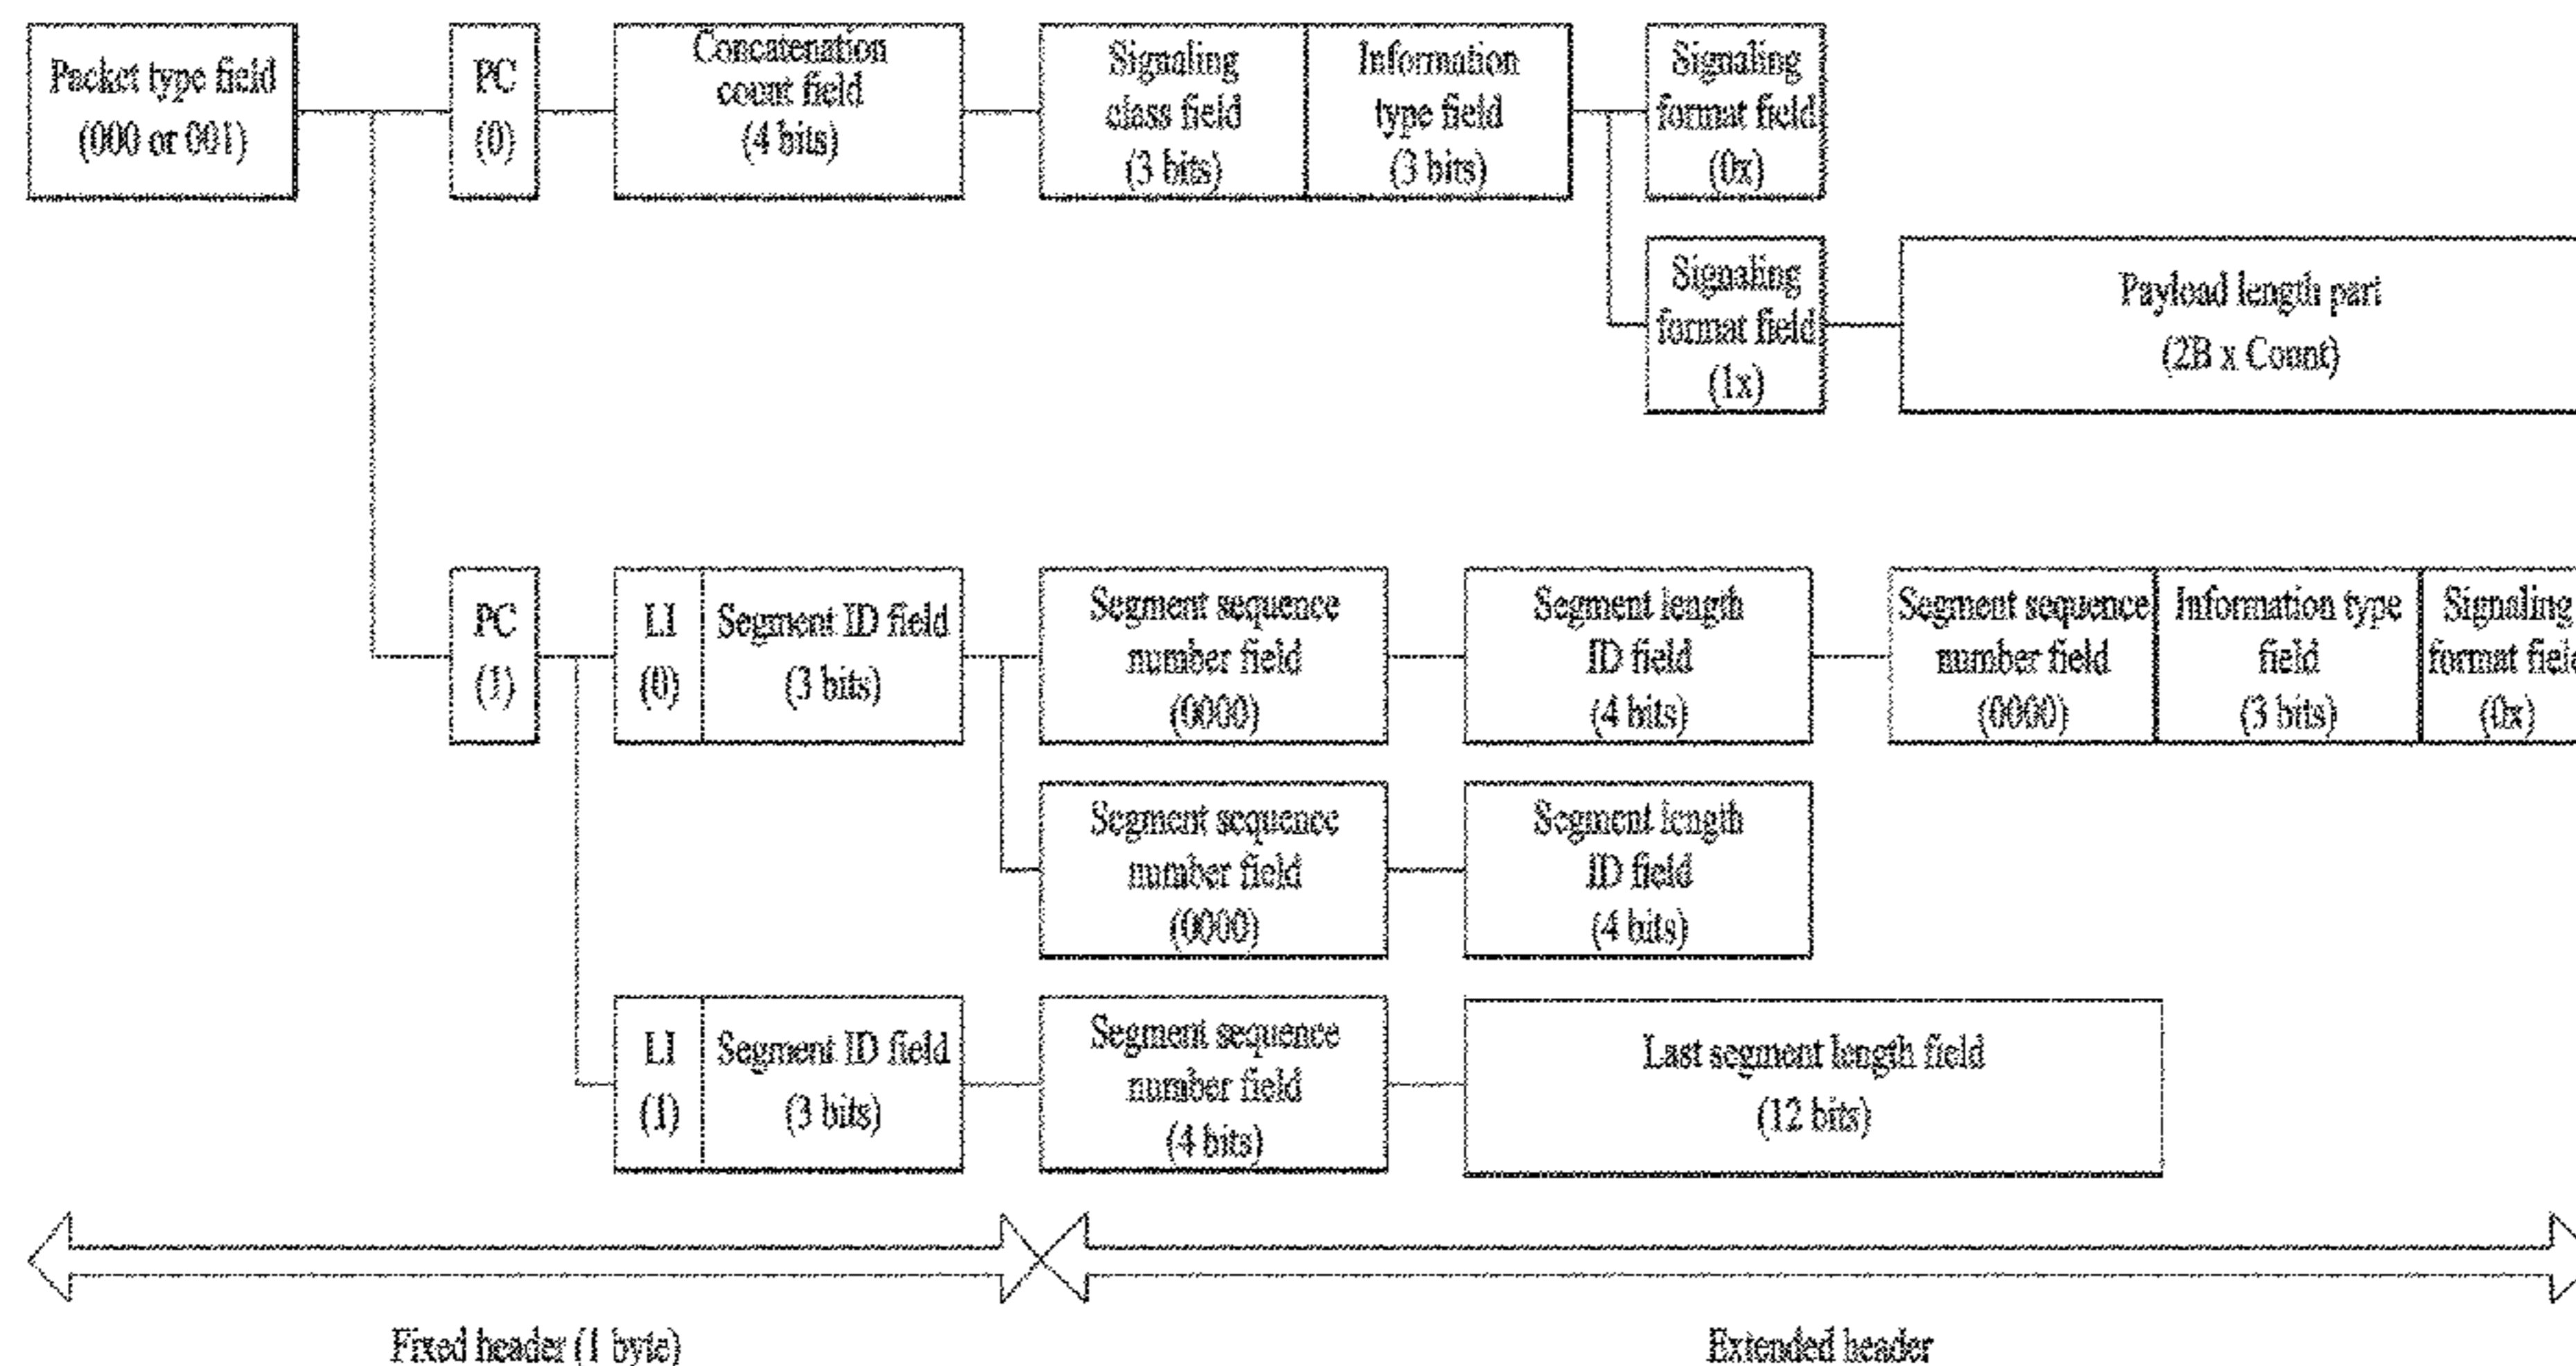 Packet type field
(000 or 001)
PC
(0)
Concatenation
count field
(4 bits)
Signaling
class field
(3 bits)
Information
type field
(3 bits)
Signaling
format field
(0x)
Signaling
format field
(1x)
Payload length part
(2B x Count)
PC
(1)
LI
(0)
Segment ID field
(3 bits)
Segment sequence
number field
(0000)
Segment length
ID field
(4 bits)
Segment sequence
number field
(0000)
Information type
field
(3 bits)
Signaling
format field
(0x)
Segment sequence
number field
(0000)
Segment length
ID field
(4 bits)
LI
(1)
Segment ID field
(3 bits)
Segment sequence
number field
(4 bits)
Last segment length field
(12 bits)
Fixed header (1 byte)
Extended header